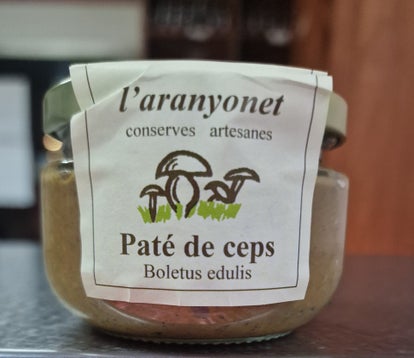 l'aranyonet
conserves artesanes
Paté de ceps
Boletus edulis